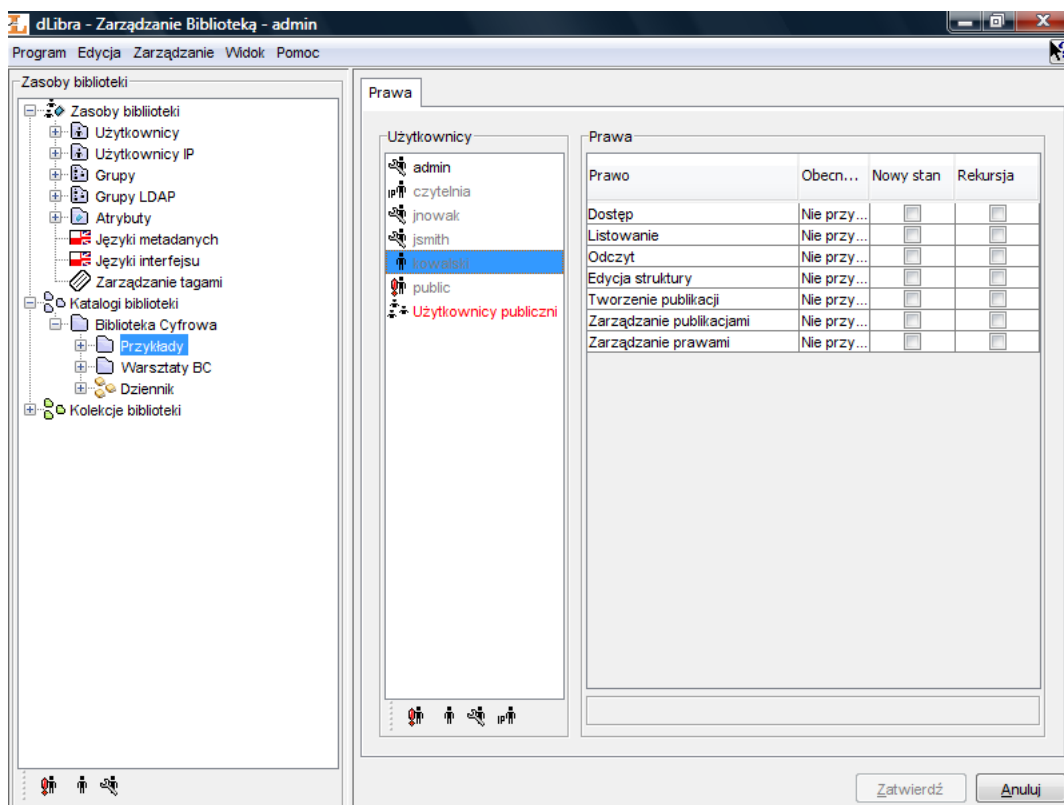 dLibra - Zarządzanie Biblioteką - admin
Program Edycja Zarządzanie Widok Pomoc
Zasoby biblioteki
Zasoby bibliioteki
Użytkownicy
Użytkownicy IP
Grupy
Grupy LDAP
Atrybuty
Języki metadanych
Języki interfejsu
Zarządzanie tagami
Katalogi biblioteki
Biblioteka Cyfrowa
Przykłady
Warsztaty BC
Dziennik
Kolekcje biblioteki
Prawa
Użytkownicy
admin
IP czytelnia
jnowak
jsmith
kowalski
public
Użytkownicy publiczni
IP
Prawa
Prawo Obecn... Nowy stan Rekursja
Dostęp Nie przy...
Listowanie Nie przy...
Odczyt Nie przy...
Edycja struktury Nie przy...
Tworzenie publikacji Nie przy...
Zarządzanie publikacjami Nie przy...
Zarządzanie prawami Nie przy...
Zatwierdź Anuluj